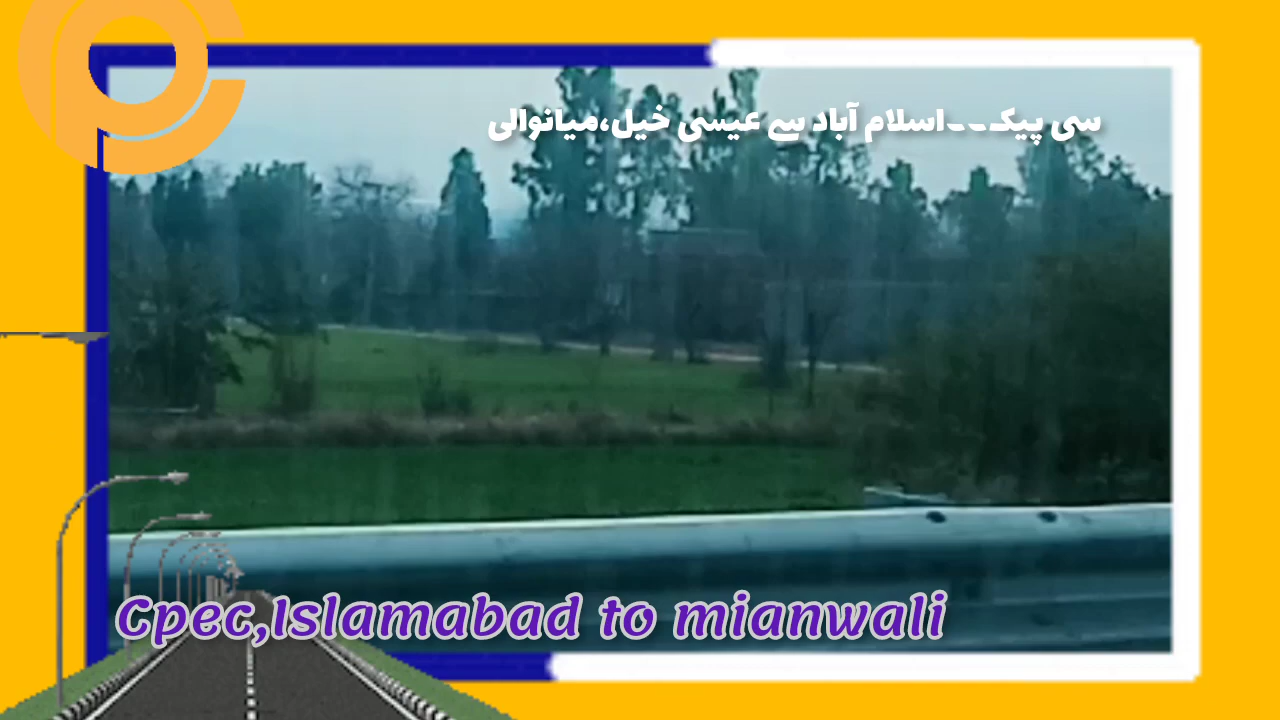 سی پیک۔۔اسلام آباد سے عیسی خیل،میانوالی
Cpec,Islamabad to mianwali